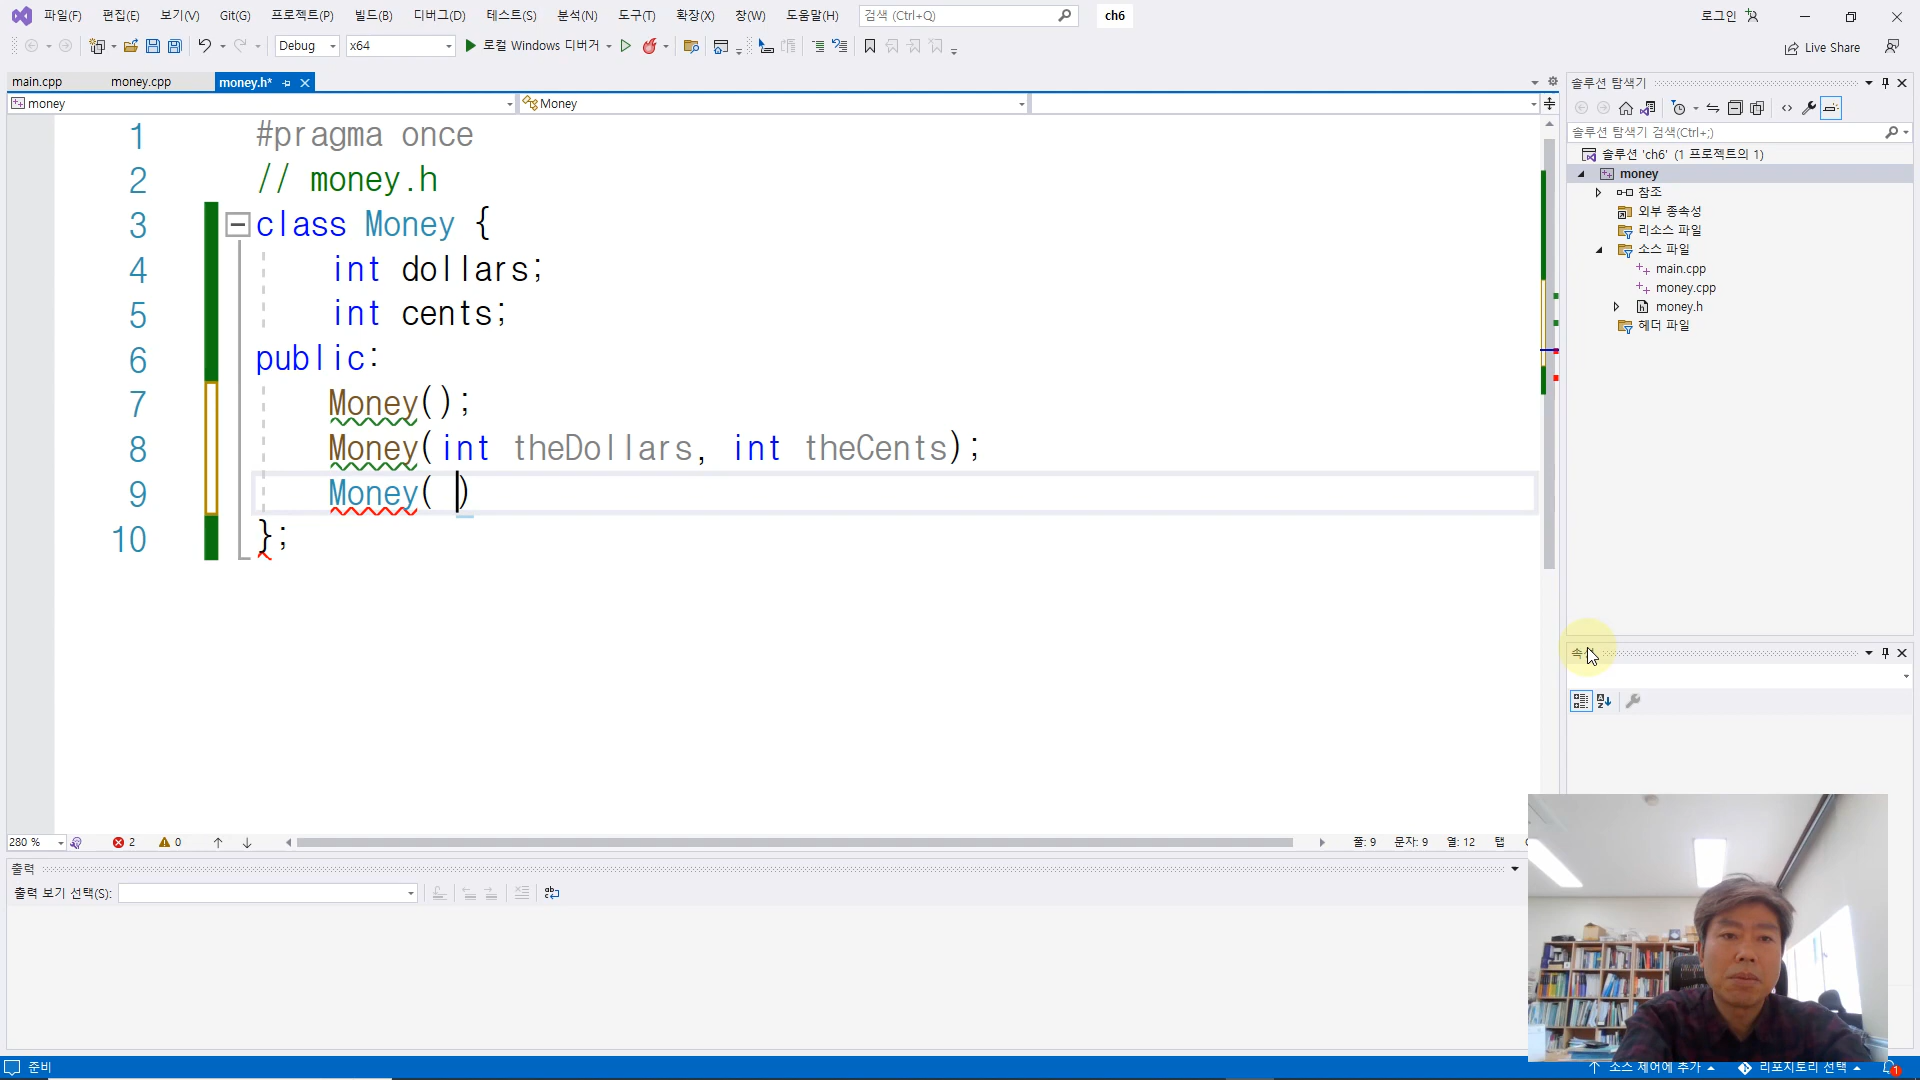 파일(F) 편집(E) 보기(V) Git(G) 프로젝트(P) 빌드(B) 디버그(D) 테스트(S) 분석(N) 도구(T) 확장(X) 창(W) 도움말(H) 검색 (Ctrl+Q) ch6 로그인
Debug x64 로컬 Windows 디버거 Live Share
main.cpp money.cpp money.h*
money Money
1 #pragma once
2 // money.h
3 class Money {
4 int dollars;
5 int cents;
6 public:
7 Money();
8 Money(int theDollars, int theCents);
9 Money( )
10 };
솔루션 탐색기
솔루션 탐색기 검색(Ctrl+;)
솔루션 'ch6' (1 프로젝트의 1)
money
참조
외부 종속성
리소스 파일
소스 파일
main.cpp
money.cpp
money.h
헤더 파일
280 % 2 0 줄: 9 문자: 9 열: 12 탭
출력
출력 보기 선택(S):
준비 소스 제어에 추가 리포지토리 선택 1